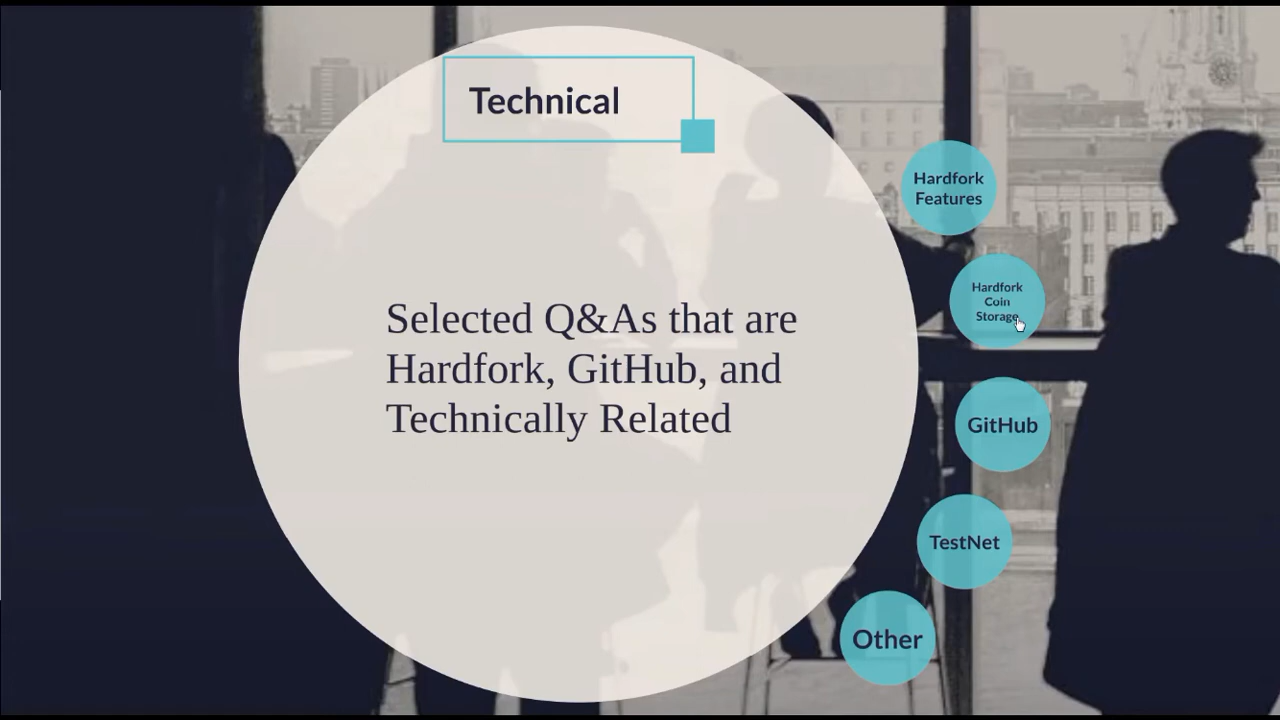 Technical
Selected Q&As that are
Hardfork, GitHub, and
Technically Related
Hardfork
Features
Hardfork
Coin
Storage
GitHub
TestNet
Other